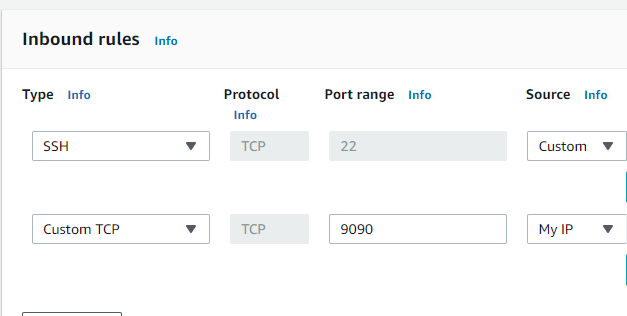 Inbound rules Info
Type Info Protocol Port range Info Source Info
Info
SSH TCP 22 Custom
Custom TCP TCP 9090 My IP